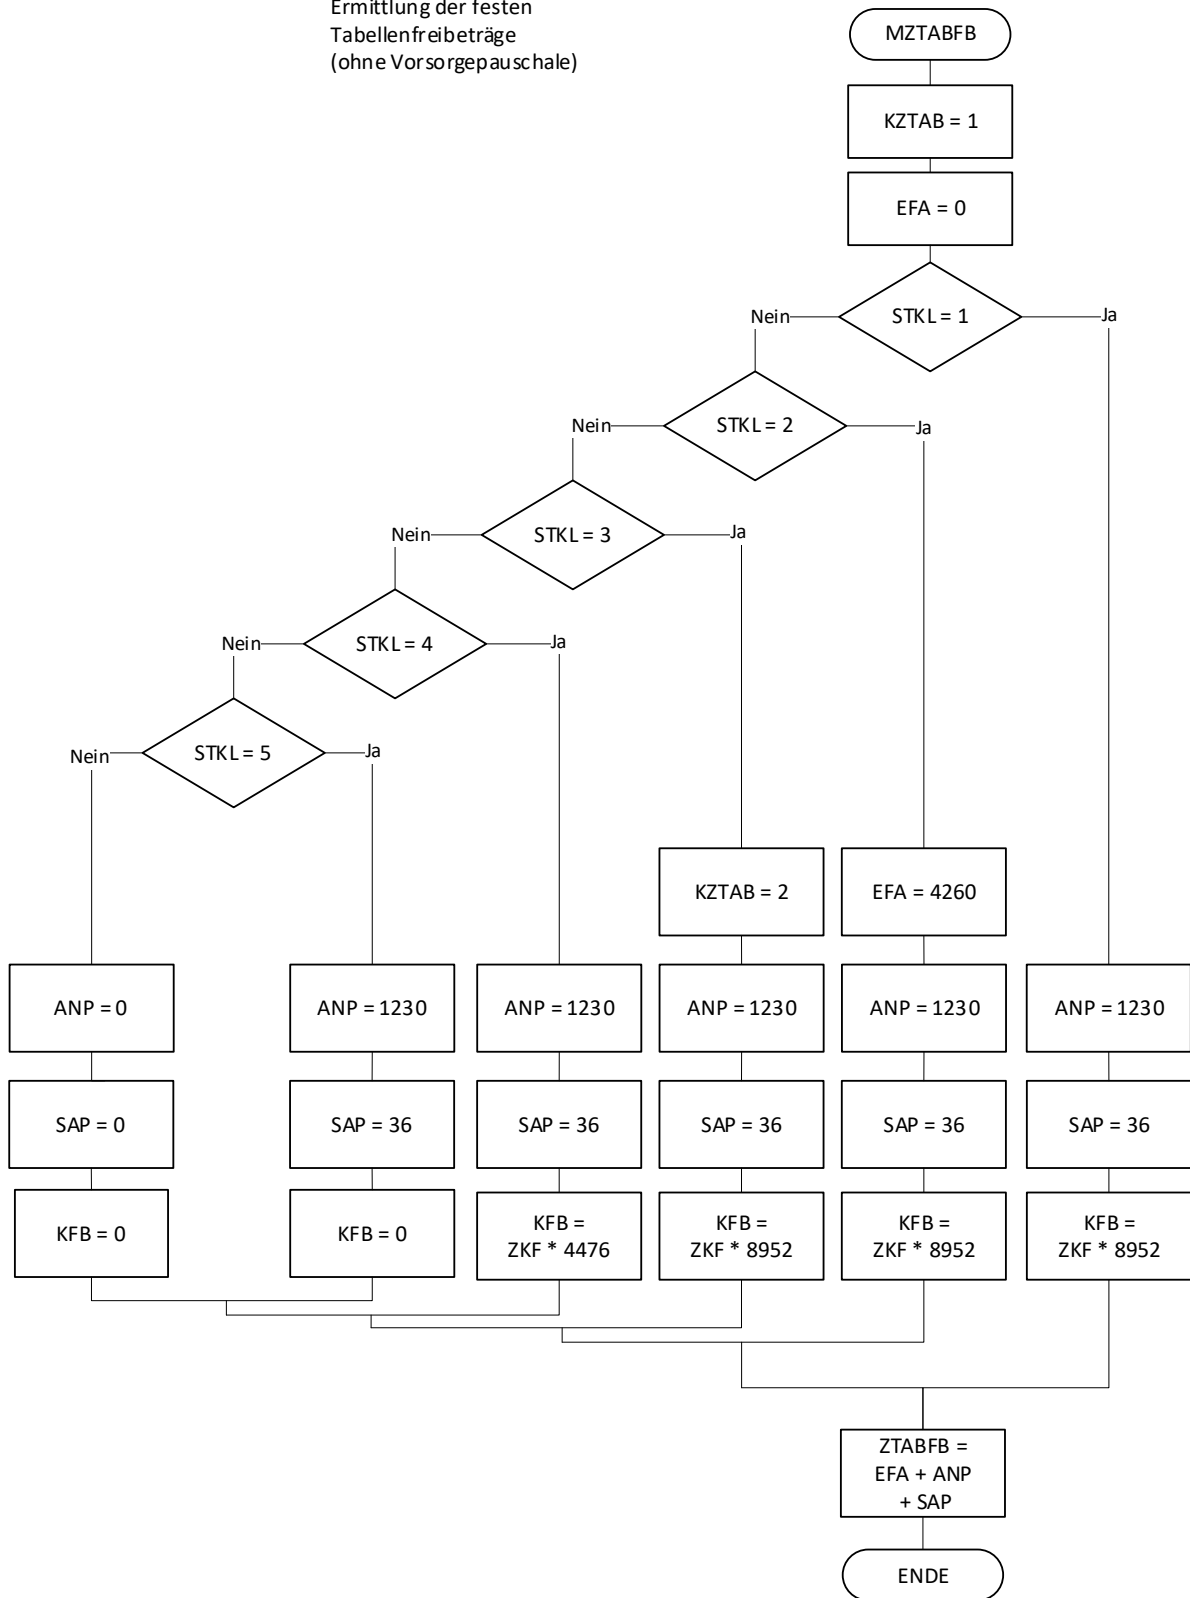 Ermittlung der festen
Tabellenfreibeträge
(ohne Vorsorgepauschale)
MZTABFB
KZTAB = 1
EFA = 0
STKL = 1
Nein
Ja
STKL = 2
Nein
Ja
STKL = 3
Nein
Ja
STKL = 4
Nein
Ja
STKL = 5
Nein
Ja
KZTAB = 2
EFA = 4260
ANP = 0
ANP = 1230
ANP = 1230
ANP = 1230
ANP = 1230
ANP = 1230
SAP = 0
SAP = 36
SAP = 36
SAP = 36
SAP = 36
SAP = 36
KFB = 0
KFB = 0
KFB =
ZKF * 4476
KFB =
ZKF * 8952
KFB =
ZKF * 8952
KFB =
ZKF * 8952
ZTABFB =
EFA + ANP
+ SAP
ENDE